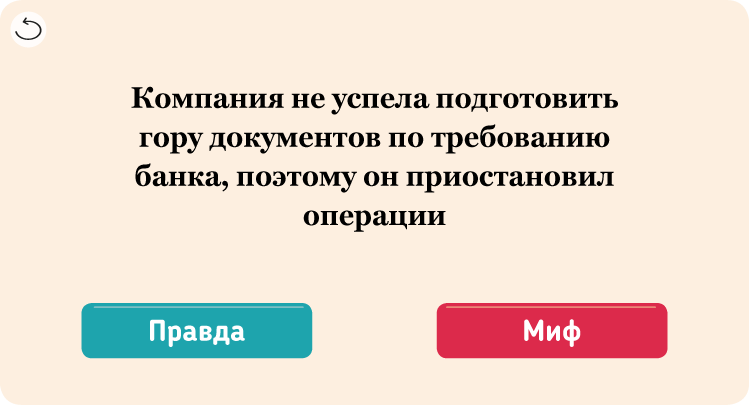 Компания не успела подготовить
гору документов по требованию
банка, поэтому он приостановил
операции
Правда
Миф